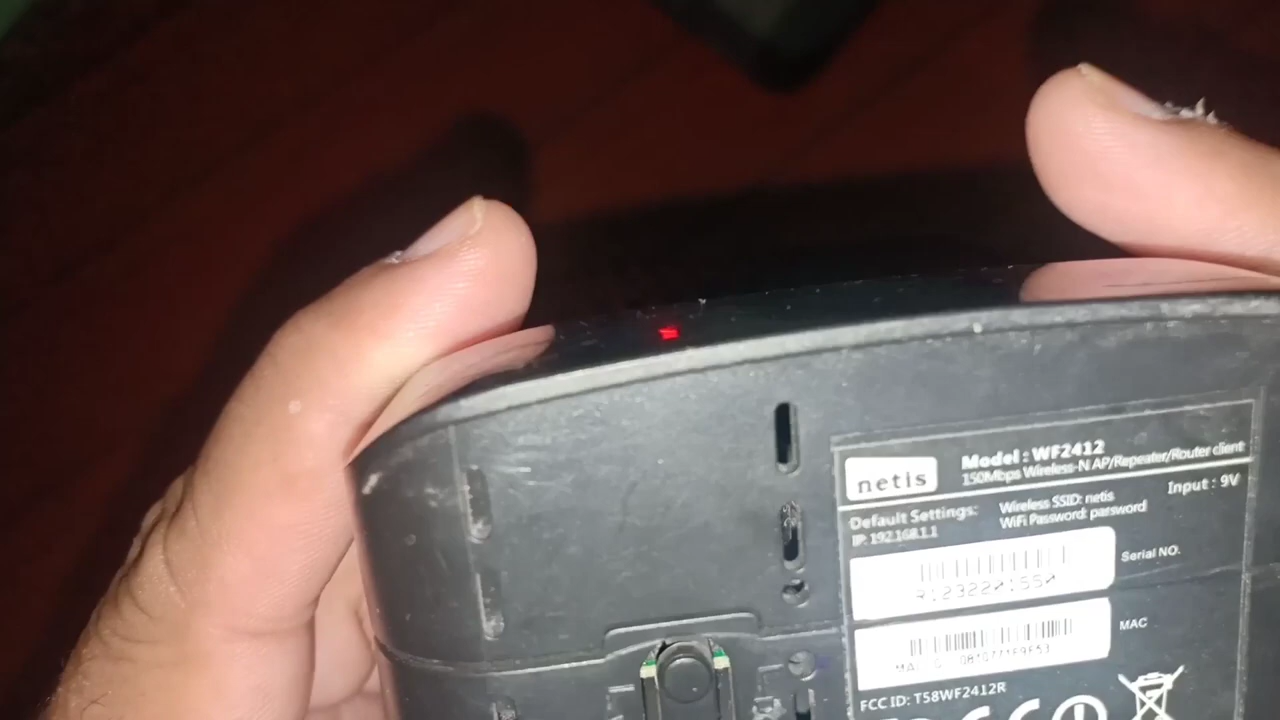 netis
Model : WF2412
150Mbps Wireless-N AP/Repeater/Router client
Input : 9V
Default Settings:
Wireless SSID: netis
IP: 192.168.1.1
WiFi Password: password
Serial NO.
MAC
FCC ID: T58WF2412R